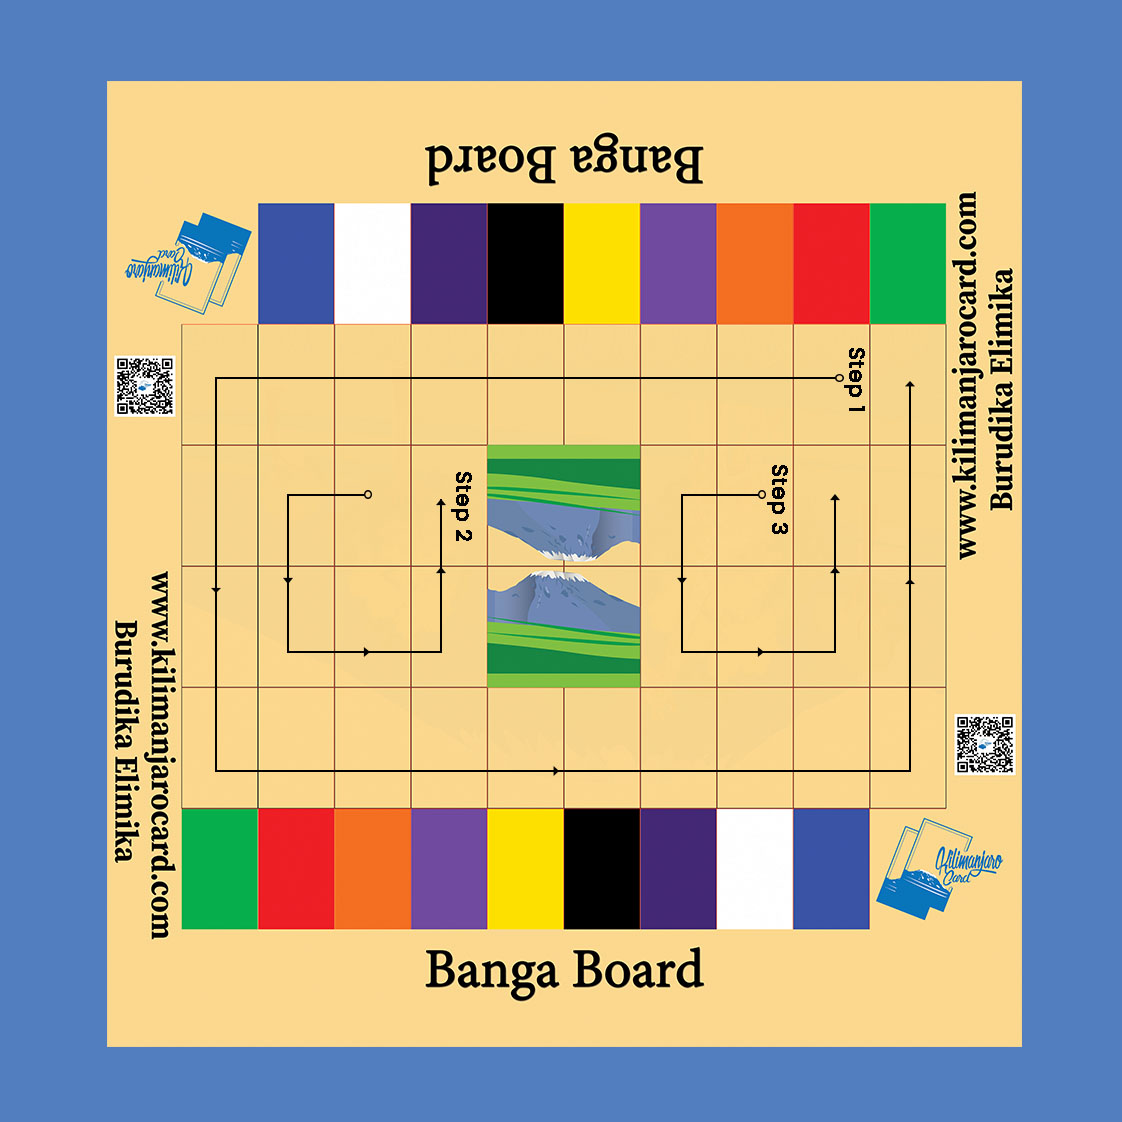 Banga Board
Kilimanjaro
Card
www.kilimanjarocard.com
Burudika Elimika
Step 1
Step 2
Step 3
www.kilimanjarocard.com
Burudika Elimika
Kilimanjaro
Card
Banga Board